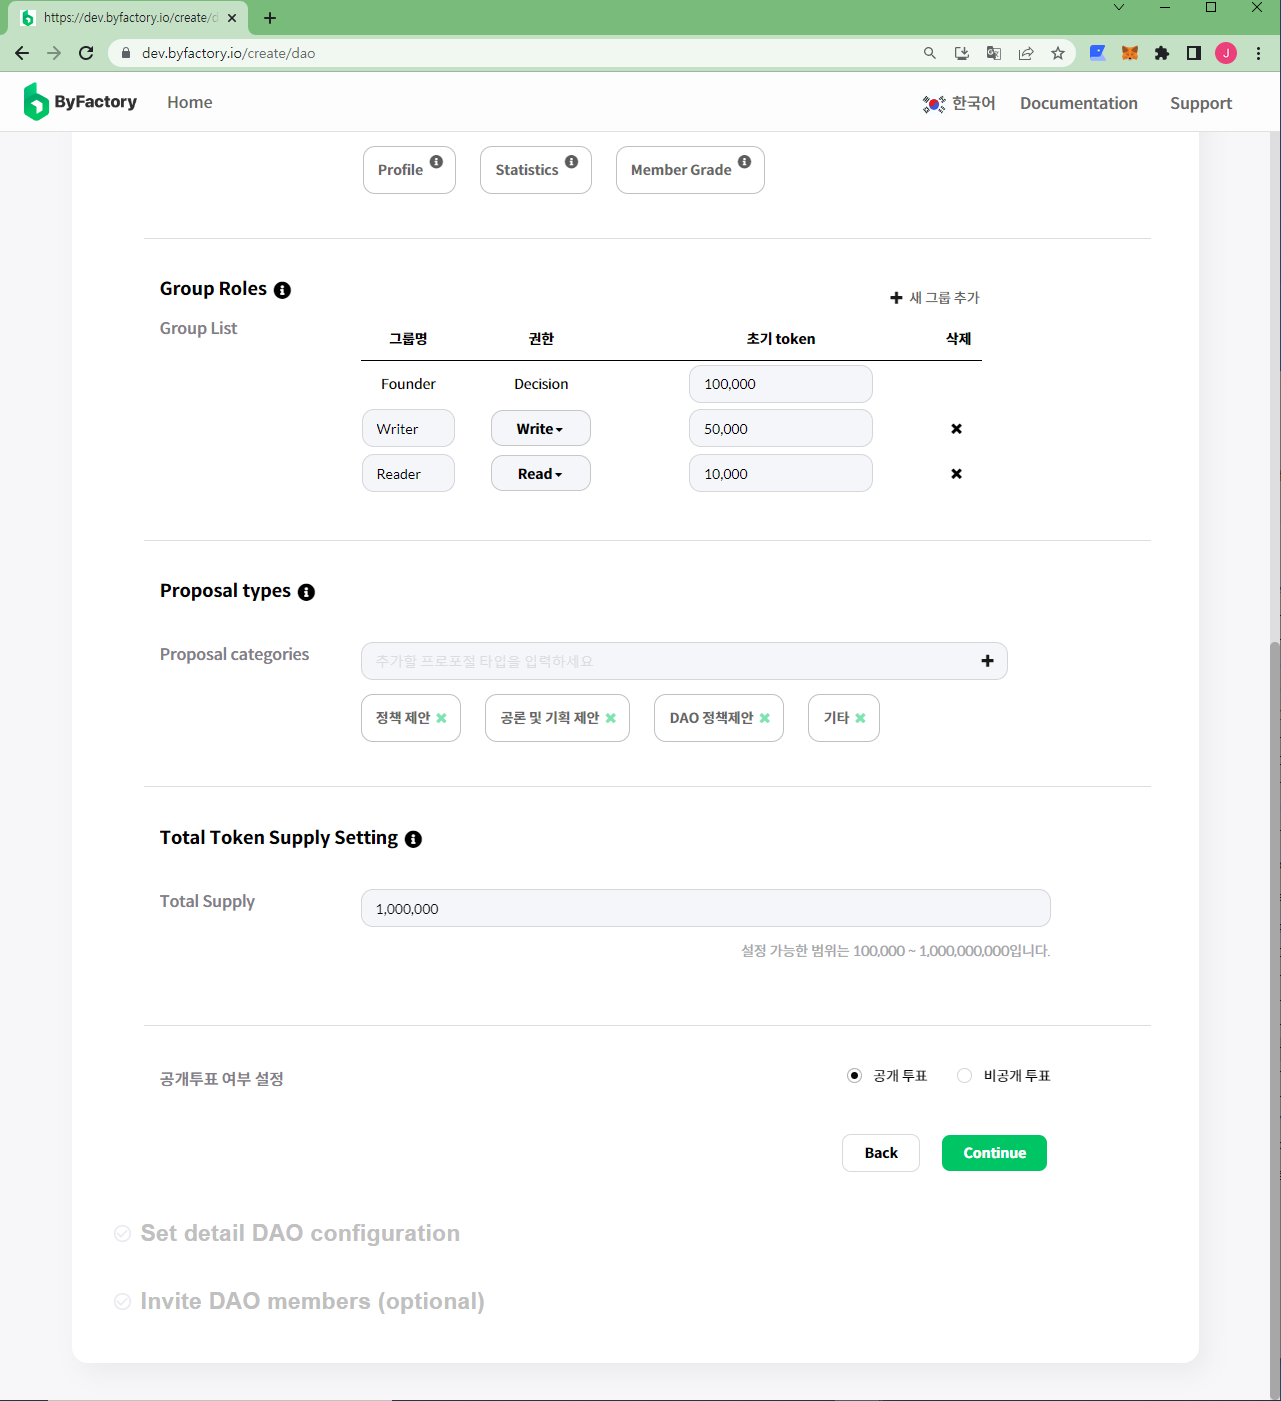 https://dev.byfactory.io/create/d
dev.byfactory.io/create/dao
J
ByFactory Home 한국어 Documentation Support
Profile Statistics Member Grade
Group Roles
새 그룹 추가
Group List
그룹명 권한 초기 token 삭제
Founder Decision 100,000
Writer Write 50,000
Reader Read 10,000
Proposal types
Proposal categories
추가할 프로포절 타입을 입력하세요
정책 제안 공론 및 기획 제안 DAO 정책제안 기타
Total Token Supply Setting
Total Supply
1,000,000
설정 가능한 범위는 100,000 ~ 1,000,000,000입니다.
공개투표 여부 설정
공개 투표 비공개 투표
Back Continue
Set detail DAO configuration
Invite DAO members (optional)